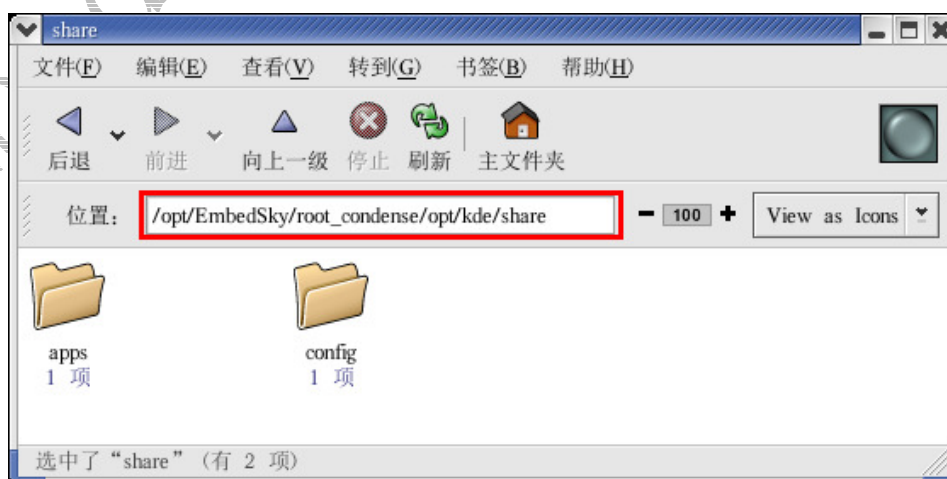 share
文件(F) 编辑(E) 查看(V) 转到(G) 书签(B) 帮助(H)
后退 前进 向上一级 停止 刷新 主文件夹
位置: /opt/EmbedSky/root_condense/opt/kde/share 100 View as Icons
apps config
1 项 1 项
选中了“share” (有 2 项)